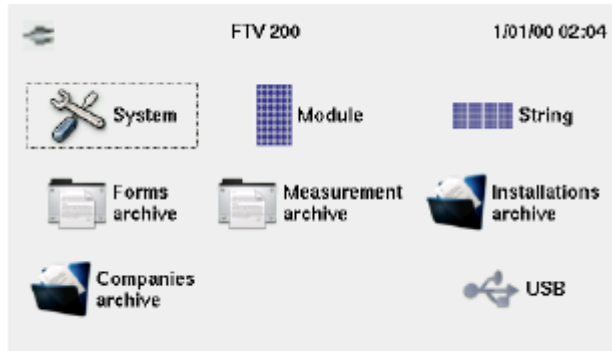 FTV 200 1/01/00 02:04
System Module String
Forms Measurement Installations
archive archive archive
Companies
archive
USB